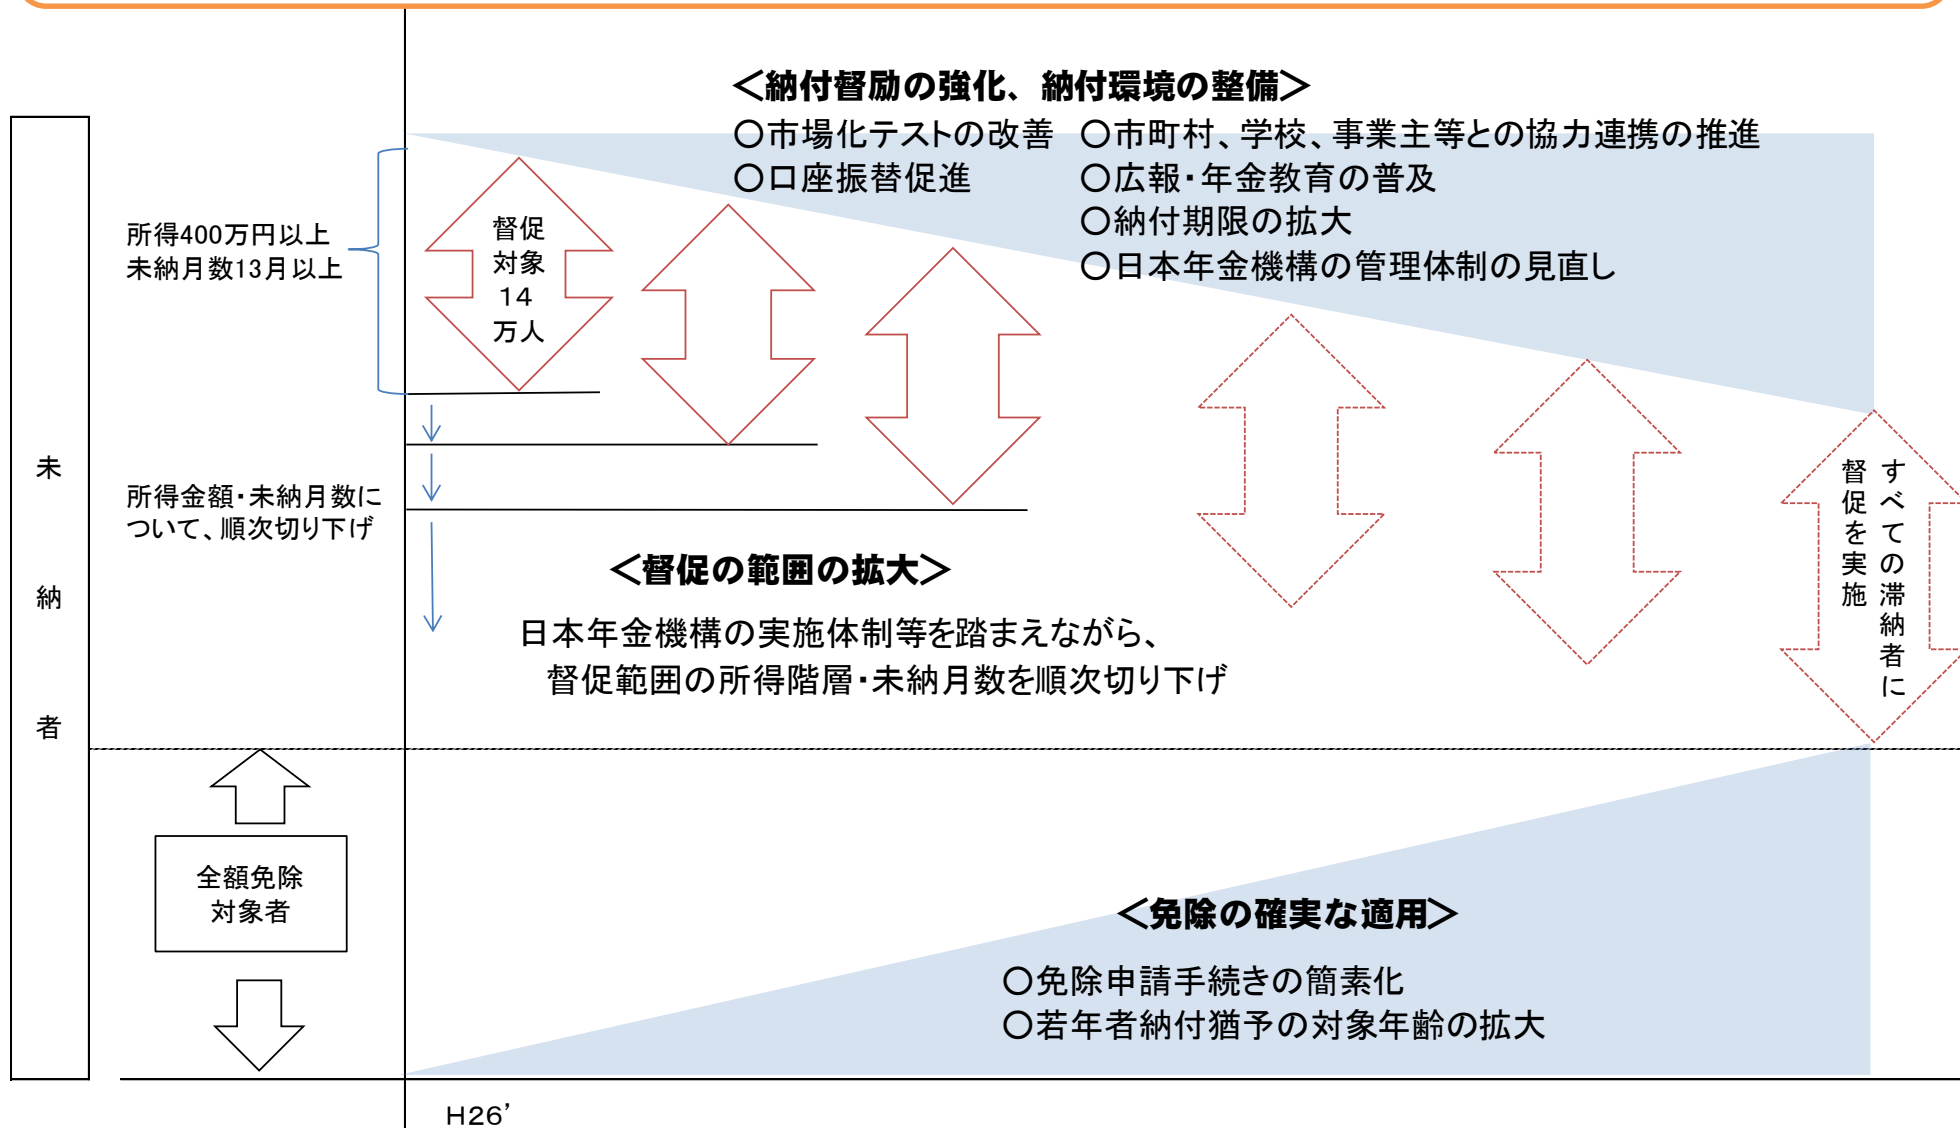 ＜納付督励の強化、納付環境の整備＞
○市場化テストの改善
○口座振替促進
○市町村、学校、事業主等との協力連携の推進
○広報・年金教育の普及
○納付期限の拡大
○日本年金機構の管理体制の見直し
所得400万円以上
未納月数13月以上
督促
対象
14
万人
未
納
者
所得金額・未納月数に
ついて、順次切り下げ
＜督促の範囲の拡大＞
日本年金機構の実施体制等を踏まえながら、
督促範囲の所得階層・未納月数を順次切り下げ
すべての滞納者に
督促を実施
全額免除
対象者
＜免除の確実な適用＞
○免除申請手続きの簡素化
○若年者納付猶予の対象年齢の拡大
H26’